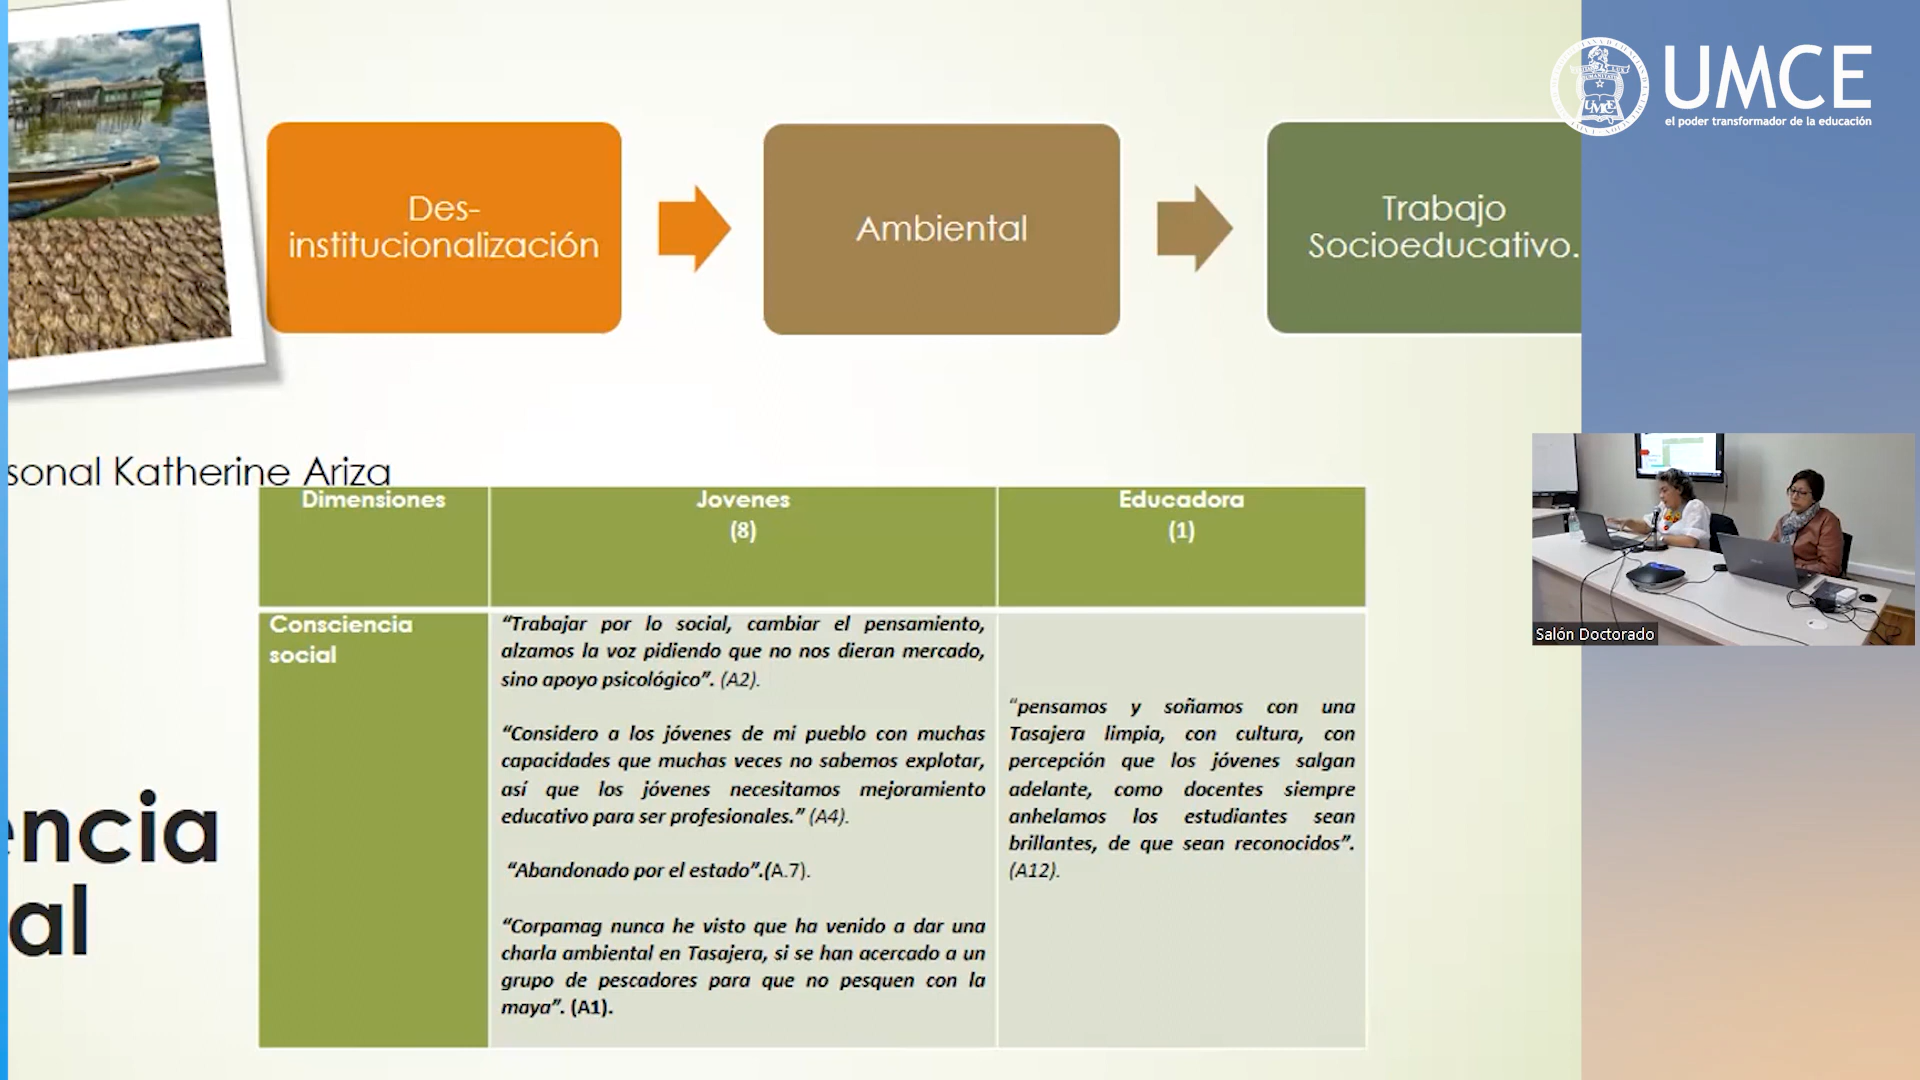 UMCE
el poder transformador de la educación
Des-
institucionalización
Ambiental
Trabajo
Socioeducativo.
sonal Katherine Ariza
Dimensiones
Jovenes
(8)
Educadora
(1)
Consciencia
social
“Trabajar por lo social, cambiar el pensamiento,
alzamos la voz pidiendo que no nos dieran mercado,
sino apoyo psicológico”. (A2).
“Considero a los jóvenes de mi pueblo con muchas
capacidades que muchas veces no sabemos explotar,
así que los jóvenes necesitamos mejoramiento
educativo para ser profesionales.” (A4).
“Abandonado por el estado”.(A.7).
“Corpamag nunca he visto que ha venido a dar una
charla ambiental en Tasajera, si se han acercado a un
grupo de pescadores para que no pesquen con la
maya”. (A1).
“pensamos y soñamos con una
Tasajera limpia, con cultura, con
percepción que los jóvenes salgan
adelante, como docentes siempre
anhelamos los estudiantes sean
brillantes, de que sean reconocidos”.
(A12).
encia
al
Salón Doctorado